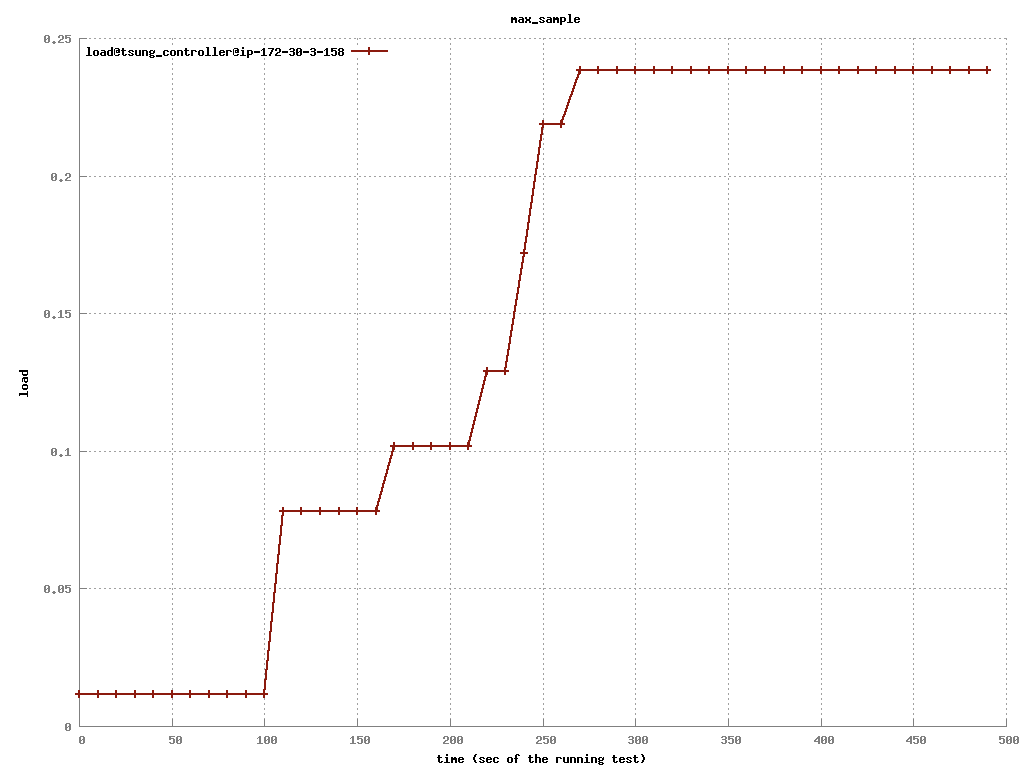 max_sample
load@tsung_controller@ip-172-30-3-158
0.25
0.2
0.15
0.1
0.05
0
load
0 50 100 150 200 250 300 350 400 450 500
time (sec of the running test)